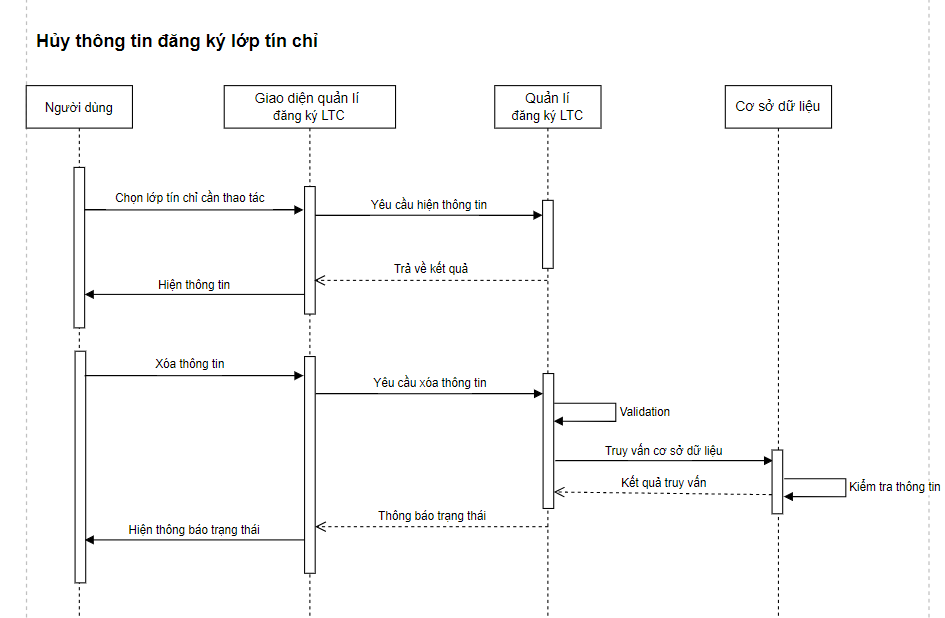 Hủy thông tin đăng ký lớp tín chỉ
Người dùng
Giao diện quản lí
đăng ký LTC
Quản lí
đăng ký LTC
Cơ sở dữ liệu
Chọn lớp tín chỉ cần thao tác
Yêu cầu hiện thông tin
Trả về kết quả
Hiện thông tin
Xóa thông tin
Yêu cầu xóa thông tin
Validation
Truy vấn cơ sở dữ liệu
Kết quả truy vấn
Kiểm tra thông tin
Thông báo trạng thái
Hiện thông báo trạng thái